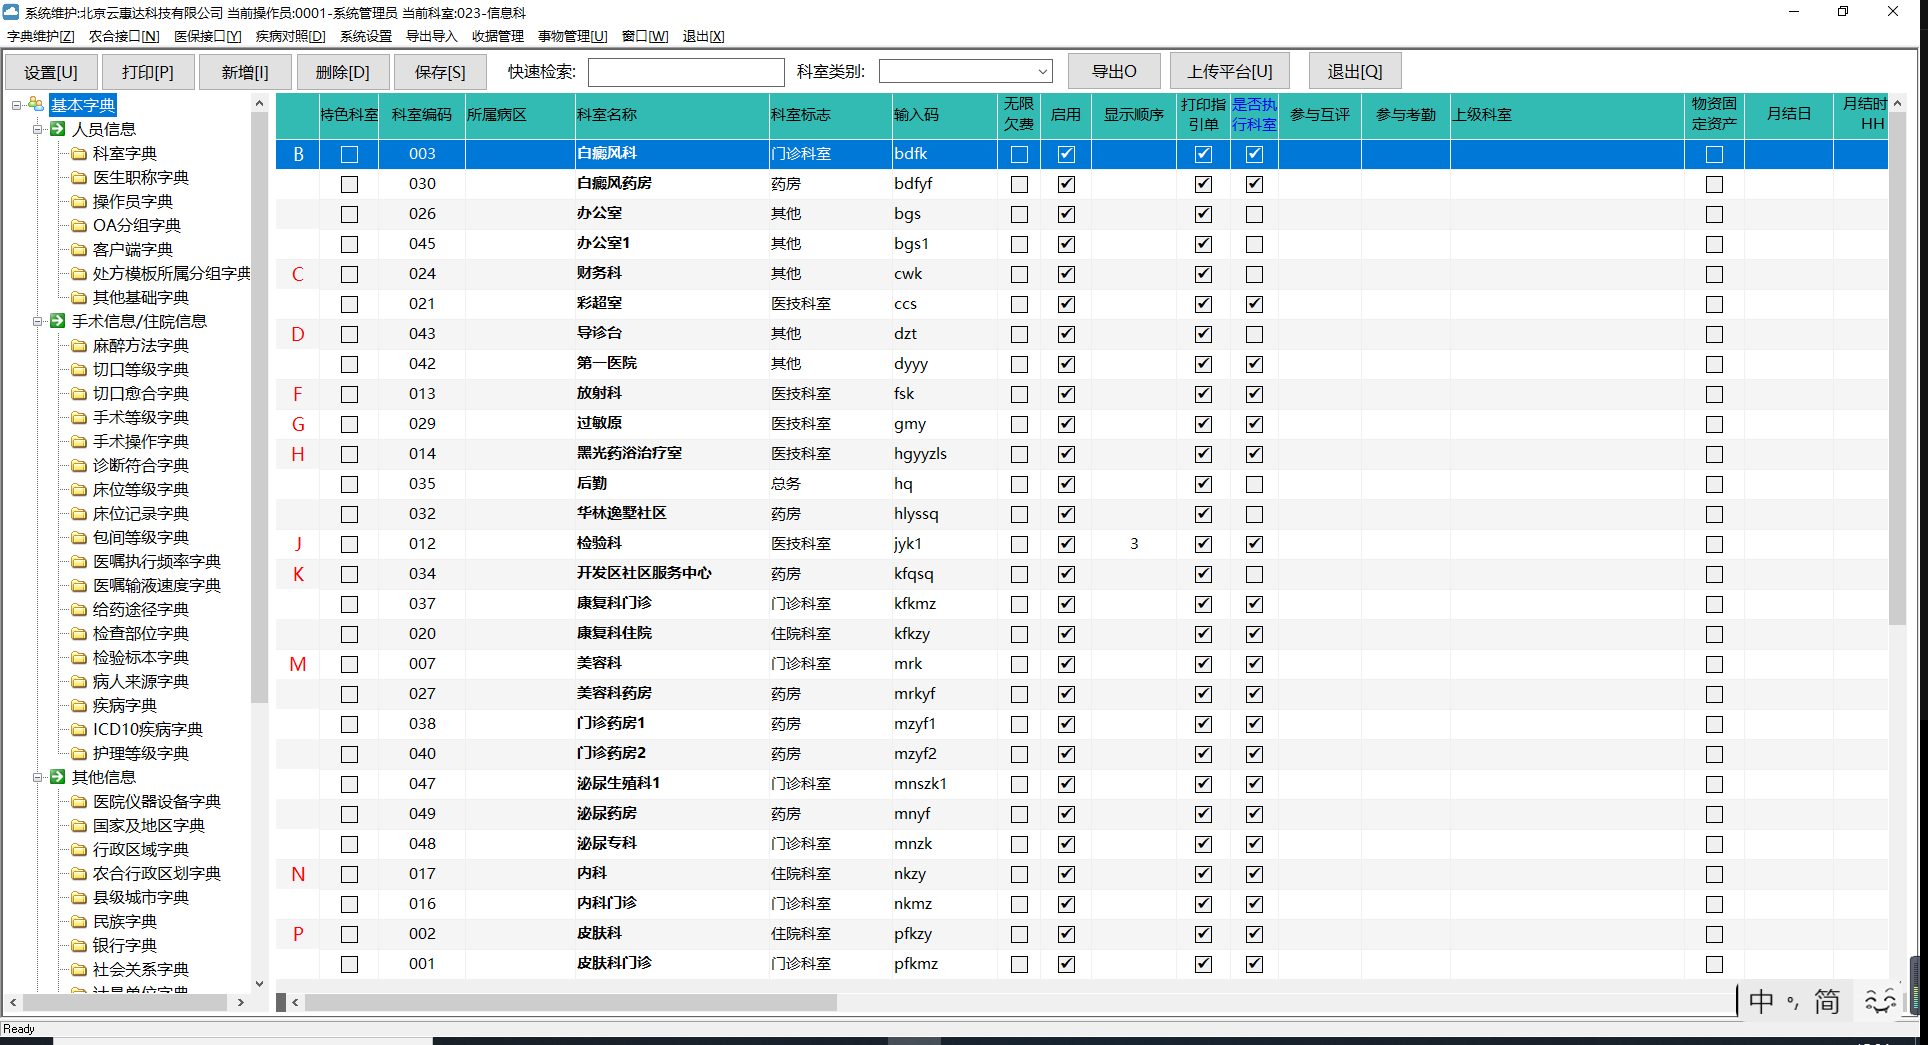 系统维护:北京云惠达科技有限公司 当前操作员:0001-系统管理员 当前科室:023-信息科
字典维护[Z] 农合接口[N] 医保接口[Y] 疾病对照[D] 系统设置 导出导入 收据管理 事物管理[U] 窗口[W] 退出[X]
设置[U] 打印[P] 新增[I] 删除[D] 保存[S] 快速检索: 科室类别: 导出O 上传平台[U] 退出[Q]
基本字典
人员信息
科室字典
医生职称字典
操作员字典
OA分组字典
客户端字典
处方模板所属分组字典
其他基础字典
手术信息/住院信息
麻醉方法字典
切口等级字典
切口愈合字典
手术等级字典
手术操作字典
诊断符合字典
床位等级字典
床位记录字典
包间等级字典
医嘱执行频率字典
医嘱输液速度字典
给药途径字典
检查部位字典
检验标本字典
病人来源字典
疾病字典
ICD10疾病字典
护理等级字典
其他信息
医院仪器设备字典
国家及地区字典
行政区域字典
农合行政区划字典
县级城市字典
民族字典
银行字典
社会关系字典
计量单位字典
特色科室 科室编码 所属病区 科室名称 科室标志 输入码 无限欠费 启用 显示顺序 打印指引单 是否执行科室 参与互评 参与考勤 上级科室 物资固定资产 月结日 月结时HH
B 003 白癜风科 门诊科室 bdfk
030 白癜风药房 药房 bdfyf
026 办公室 其他 bgs
045 办公室1 其他 bgs1
C 024 财务科 其他 cwk
021 彩超室 医技科室 ccs
D 043 导诊台 其他 dzt
042 第一医院 其他 dyyy
F 013 放射科 医技科室 fsk
G 029 过敏原 医技科室 gmy
H 014 黑光药浴治疗室 医技科室 hgyyzls
035 后勤 总务 hq
032 华林逸墅社区 药房 hlyssq
J 012 检验科 医技科室 jyk1 3
K 034 开发区社区服务中心 药房 kfqsq
037 康复科门诊 门诊科室 kfkmz
020 康复科住院 住院科室 kfkzy
M 007 美容科 门诊科室 mrk
027 美容科药房 药房 mrkyf
038 门诊药房1 药房 mzyf1
040 门诊药房2 药房 mzyf2
047 泌尿生殖科1 门诊科室 mnszk1
049 泌尿药房 药房 mnyf
048 泌尿专科 门诊科室 mnzk
N 017 内科 住院科室 nkzy
016 内科门诊 门诊科室 nkmz
P 002 皮肤科 住院科室 pfkzy
001 皮肤科门诊 门诊科室 pfkmz
中 °, 简
Ready